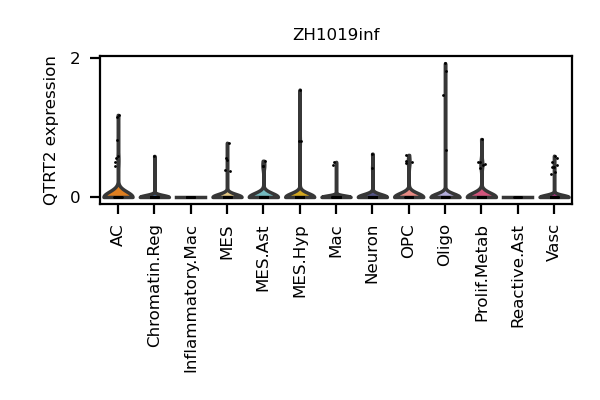 ZH1019inf
QTRT2 expression
2
0
AC
Chromatin.Reg
Inflammatory.Mac
MES
MES.Ast
MES.Hyp
Mac
Neuron
OPC
Oligo
Prolif.Metab
Reactive.Ast
Vasc